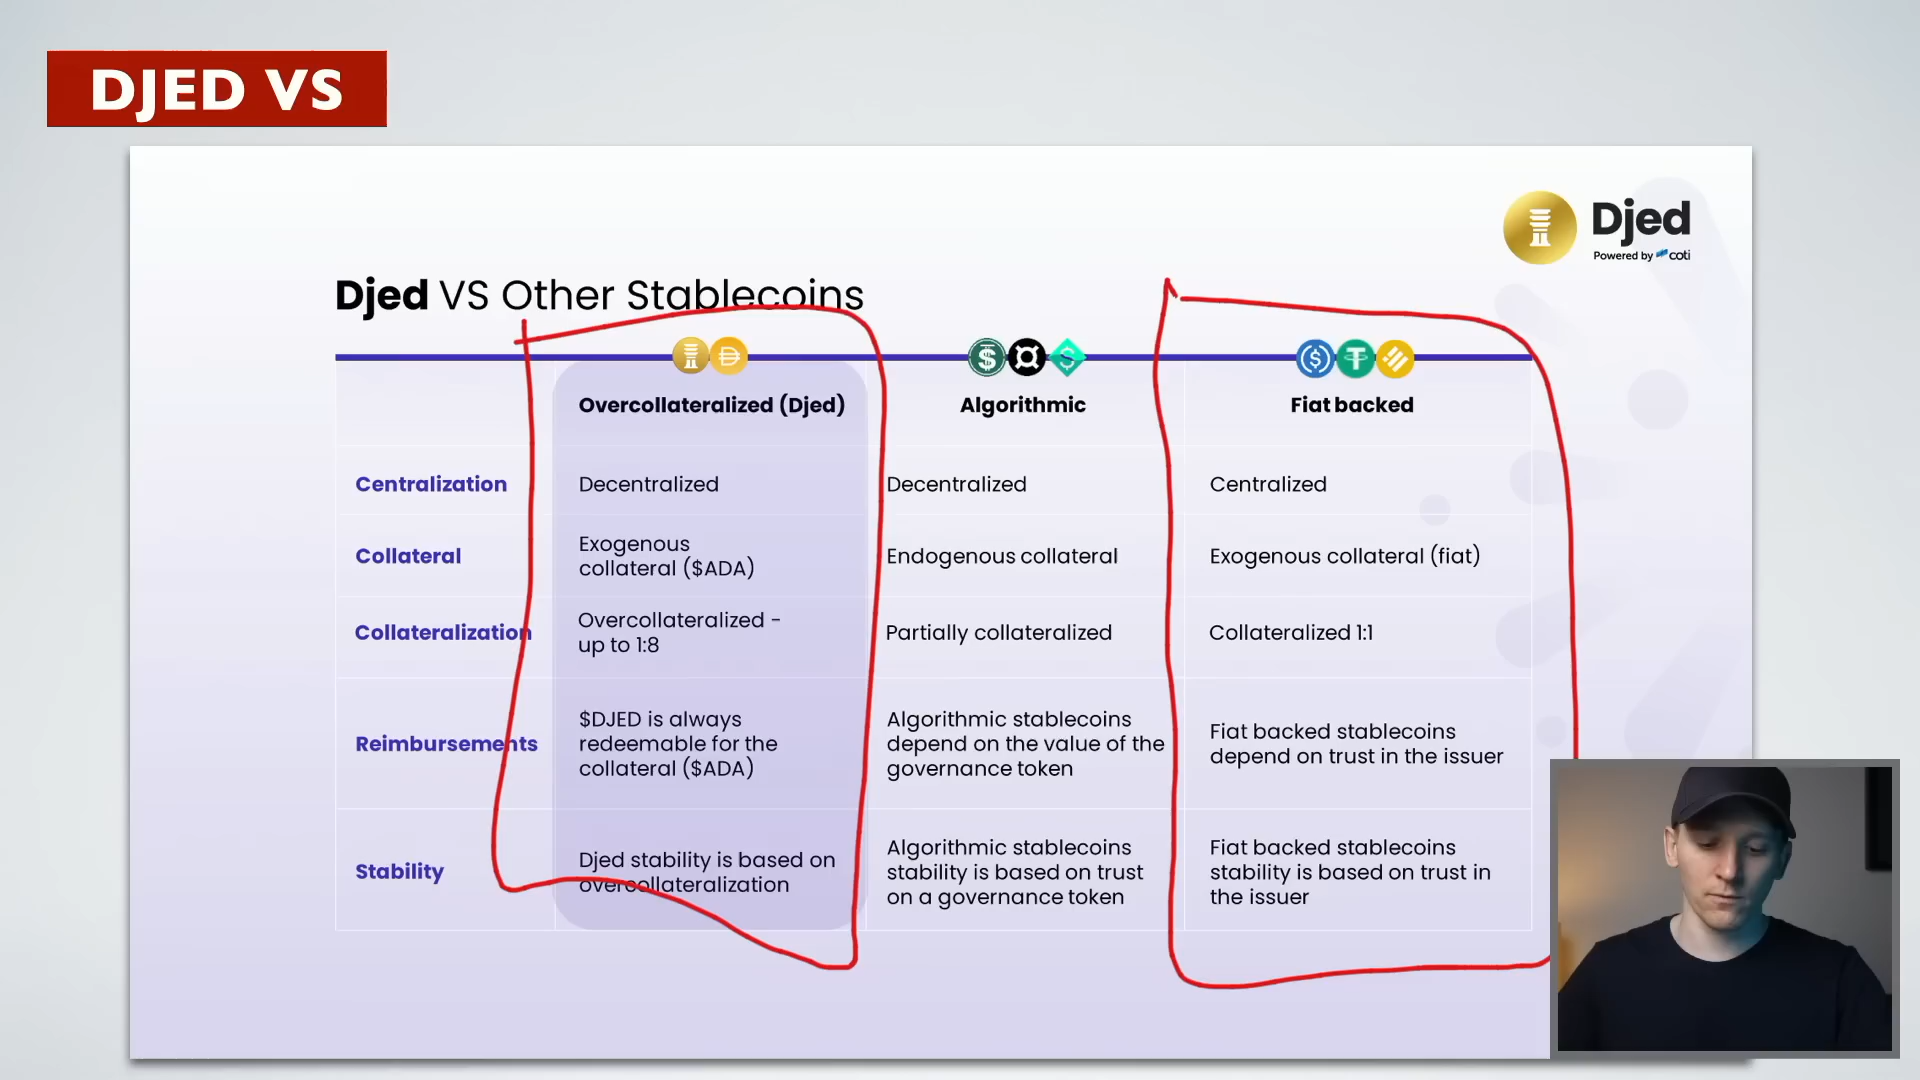 DJED VS
Djed
Powered by coti
Djed VS Other Stablecoins
Overcollateralized (Djed)
Algorithmic
Fiat backed
Centralization
Decentralized
Decentralized
Centralized
Collateral
Exogenous
collateral ($ADA)
Endogenous collateral
Exogenous collateral (fiat)
Collateralization
Overcollateralized -
up to 1:8
Partially collateralized
Collateralized 1:1
Reimbursements
$DJED is always
redeemable for the
collateral ($ADA)
Algorithmic stablecoins
depend on the value of the
governance token
Fiat backed stablecoins
depend on trust in the issuer
Stability
Djed stability is based on
overcollateralization
Algorithmic stablecoins
stability is based on trust
on a governance token
Fiat backed stablecoins
stability is based on trust in
the issuer